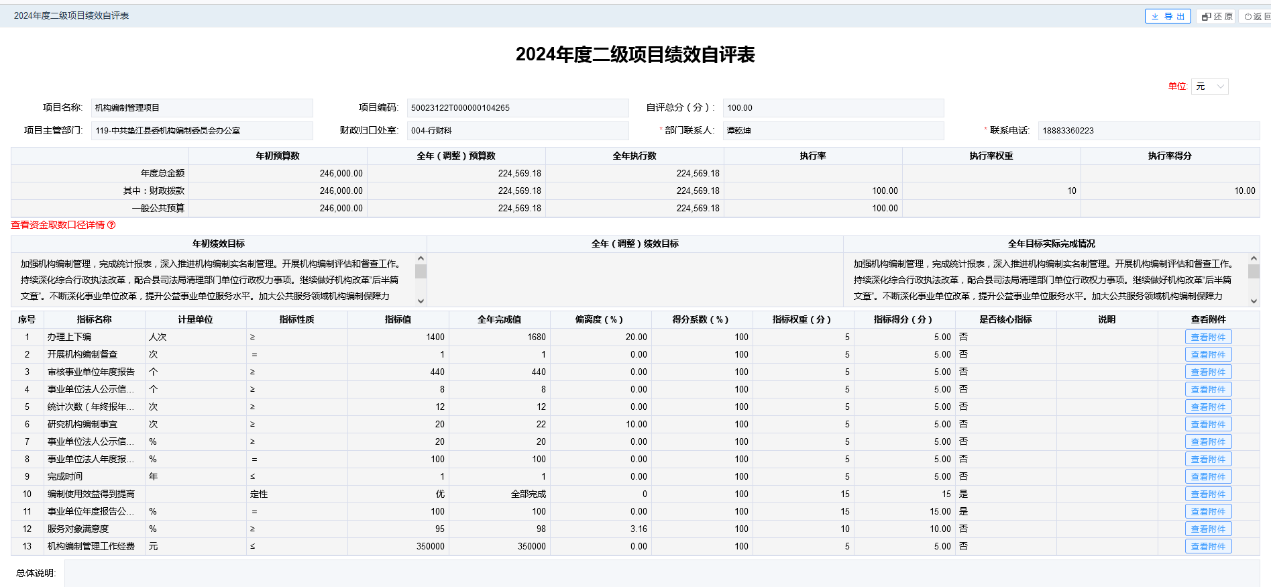 2024年度二级项目绩效自评表
导出 还原 返回
2024年度二级项目绩效自评表
单位 元
项目名称: 机构编制管理项目 项目编码: 50023122T000000104265 自评总分（分）: 100.00
项目主管部门: 119-中共垫江县委机构编制委员会办公室 财政归口处室: 004-行财科 *部门联系人: 谭乾坤 *联系电话: 18883360223
年初预算数 全年（调整）预算数 全年执行数 执行率 执行率权重 执行率得分
年度总金额 246,000.00 224,569.18 224,569.18
其中：财政拨款 246,000.00 224,569.18 224,569.18 100.00 10 10.00
一般公共预算 246,000.00 224,569.18 224,569.18 100.00
查看资金取数口径详情
年初绩效目标 全年（调整）绩效目标 全年目标实际完成情况
加强机构编制管理，完成统计报表，深入推进机构编制实名制管理。开展机构编制评估和督查工作。 加强机构编制管理，完成统计报表，深入推进机构编制实名制管理。开展机构编制评估和督查工作。
持续深化综合行政执法改革，配合县司法局清理部门单位行政权力事项。继续做好机构改革“后半篇 持续深化综合行政执法改革，配合县司法局清理部门单位行政权力事项。继续做好机构改革“后半篇
文章”。不断深化事业单位改革，提升公益事业单位服务水平。加大公共服务领域机构编制保障力 文章”。不断深化事业单位改革，提升公益事业单位服务水平。加大公共服务领域机构编制保障力
序号 指标名称 计量单位 指标性质 指标值 全年完成值 偏离度（%） 得分系数（%） 指标权重（分） 指标得分（分） 是否核心指标 说明 查看附件
1 办理上下编 人次 ≥ 1400 1680 20.00 100 5 5.00 否 查看附件
2 开展机构编制督查 次 = 1 1 0.00 100 5 5.00 否 查看附件
3 审核事业单位年度报告 个 ≥ 440 440 0.00 100 5 5.00 否 查看附件
4 事业单位法人公示信... 个 ≥ 8 8 0.00 100 5 5.00 否 查看附件
5 统计次数（年终报年... 次 ≥ 12 12 0.00 100 5 5.00 否 查看附件
6 研究机构编制事宜 次 ≥ 20 22 10.00 100 5 5.00 否 查看附件
7 事业单位法人公示信... % ≥ 20 20 0.00 100 5 5.00 否 查看附件
8 事业单位法人年度报... % = 100 100 0.00 100 5 5.00 否 查看附件
9 完成时间 年 ≤ 1 1 0.00 100 5 5.00 否 查看附件
10 编制使用效益得到提高 定性 优 全部完成 0 100 15 15 是 查看附件
11 事业单位年度报告公... % = 100 100 0.00 100 15 15.00 是 查看附件
12 服务对象满意度 % ≥ 95 98 3.16 100 10 10.00 否 查看附件
13 机构编制管理工作经费 元 ≤ 350000 350000 0.00 100 5 5.00 否 查看附件
总体说明: